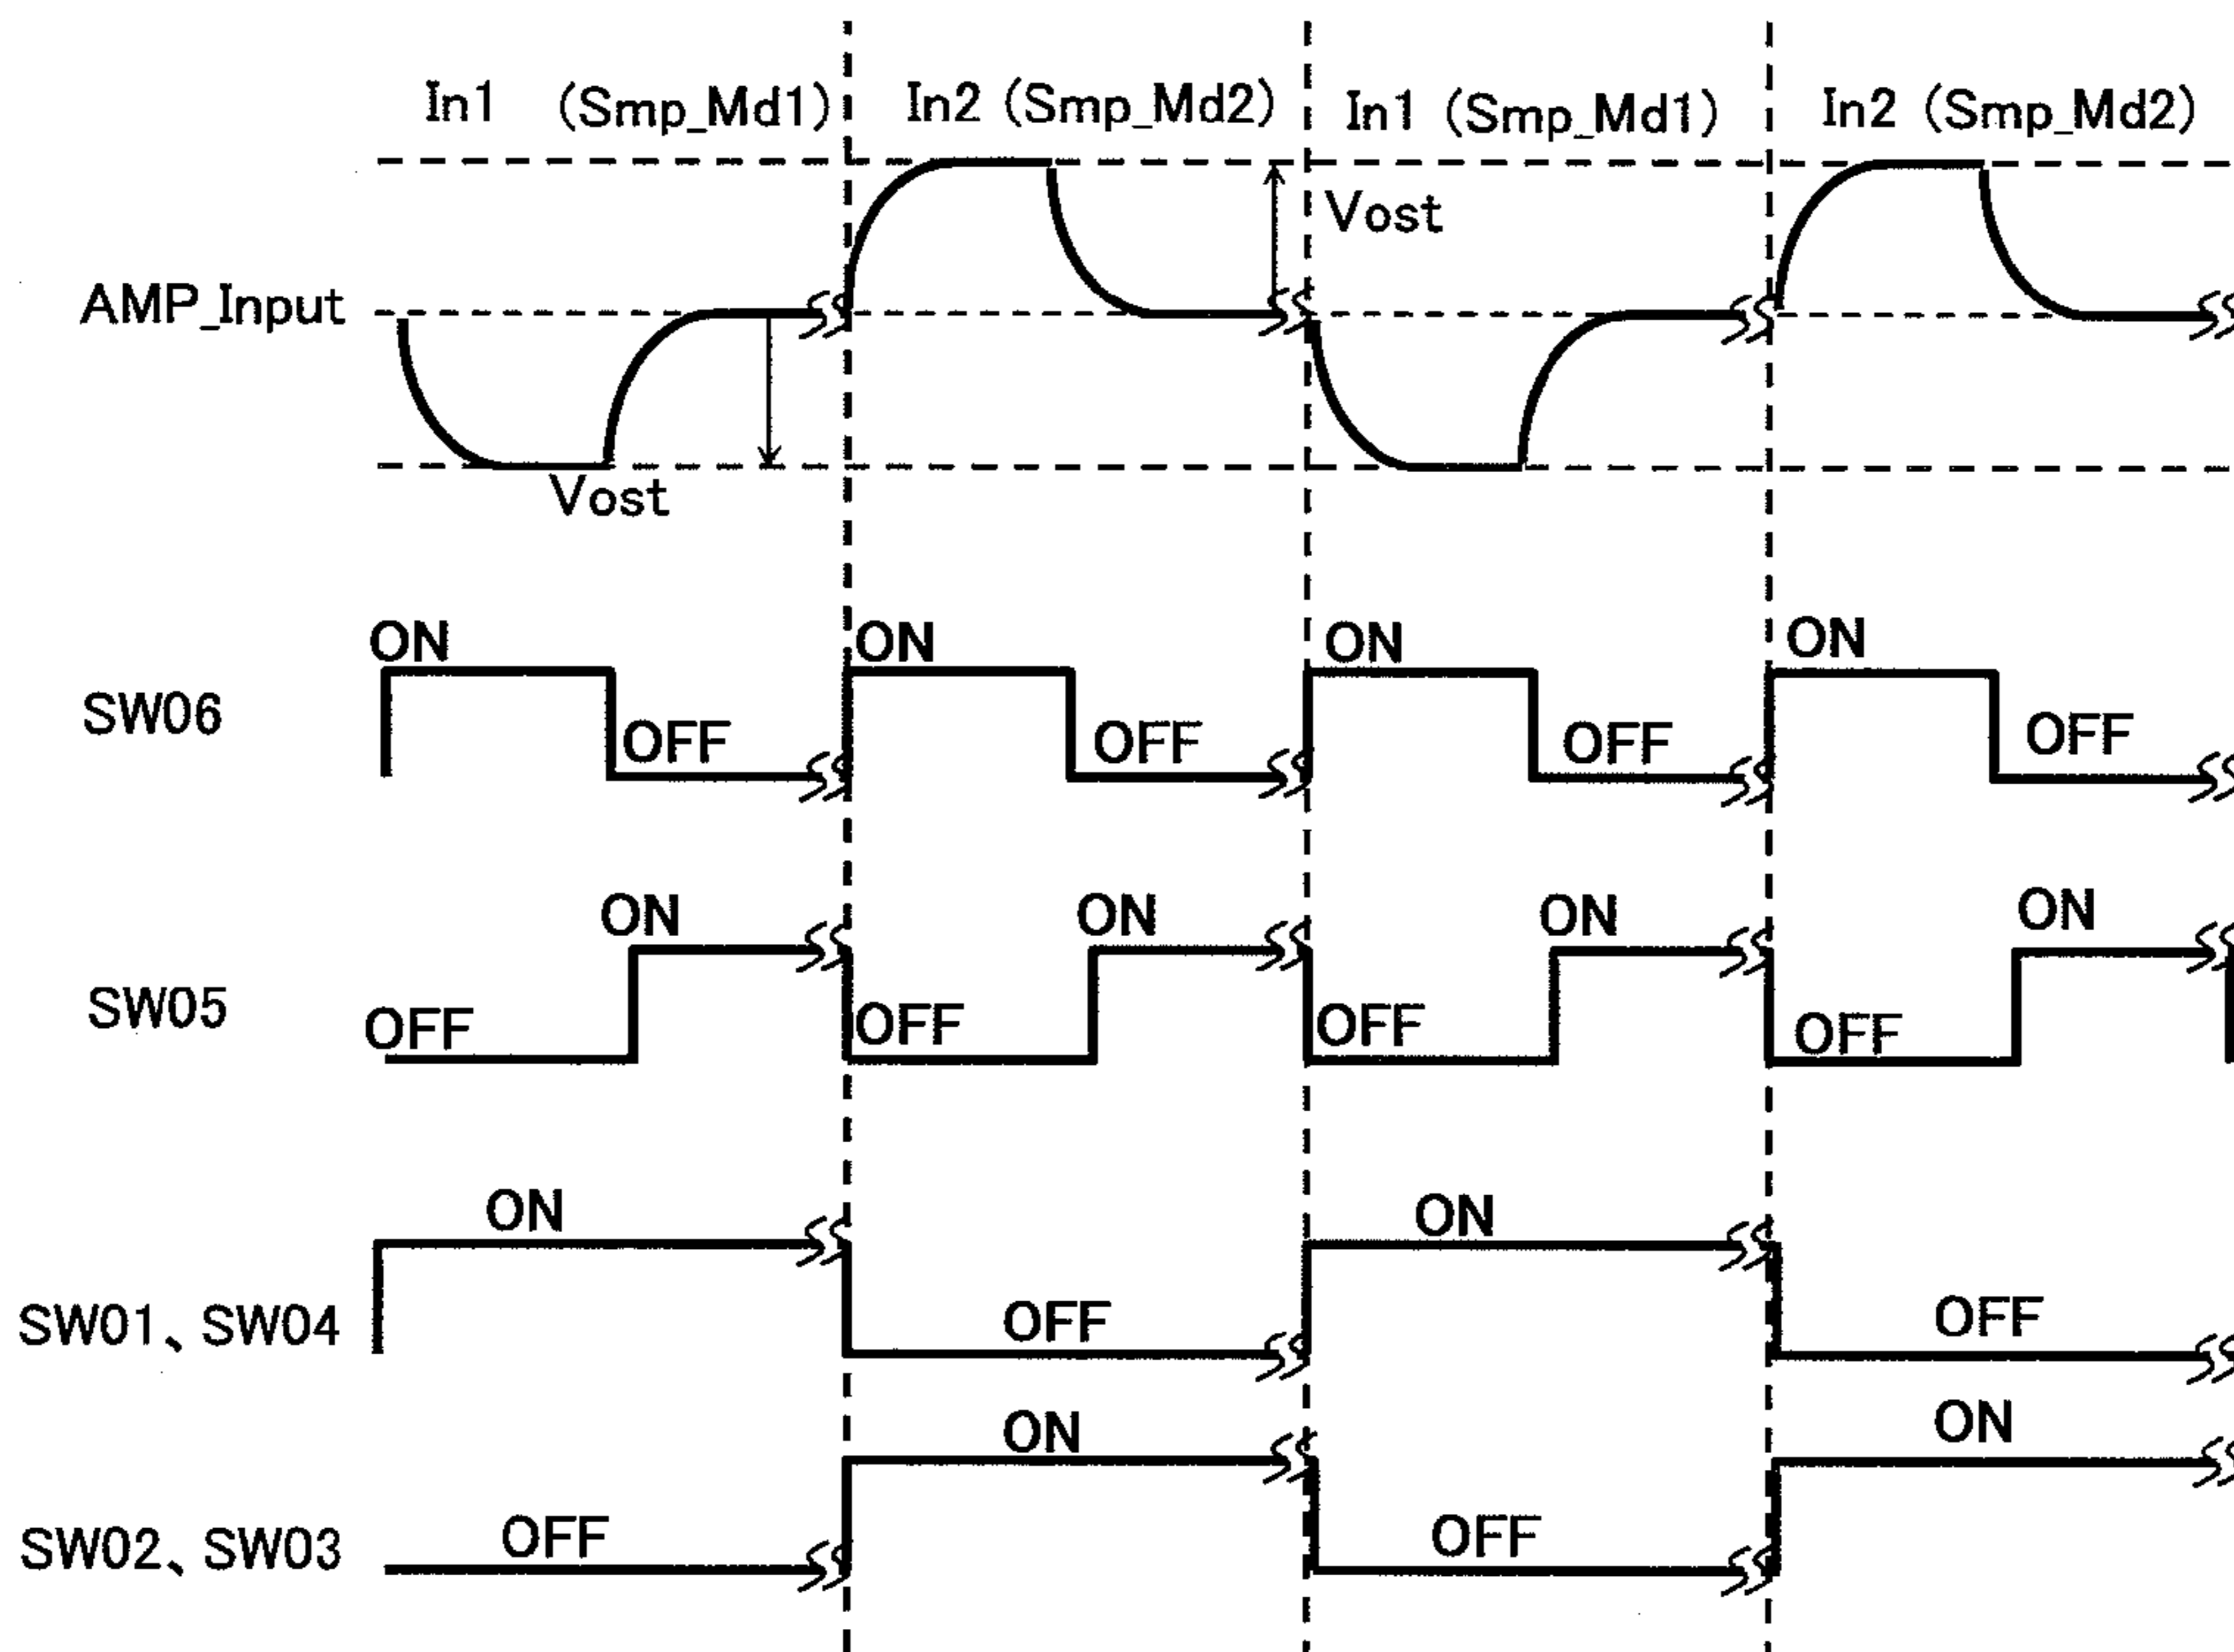 In1 (Smp_Md1) In2 (Smp_Md2) In1 (Smp_Md1) In2 (Smp_Md2)
Vost
AMP_Input
Vost
ON ON ON ON
SW06
OFF OFF OFF OFF
ON ON ON ON
SW05
OFF OFF OFF OFF
ON ON
SW01、SW04
OFF OFF
ON ON
SW02、SW03
OFF OFF